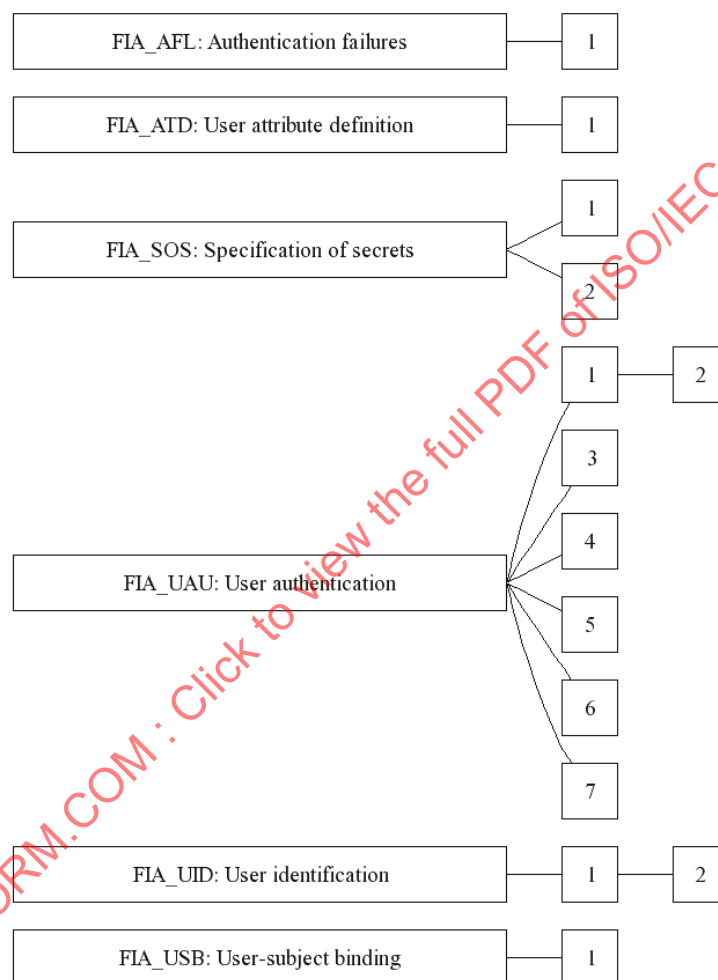 FIA_AFL: Authentication failures 1
FIA_ATD: User attribute definition 1
1
FIA_SOS: Specification of secrets
2
1 2
3
4
FIA_UAU: User authentication
5
6
7
FIA_UID: User identification 1 2
FIA_USB: User-subject binding 1
ORM.COM : Click to view the full PDF of ISO/IEC